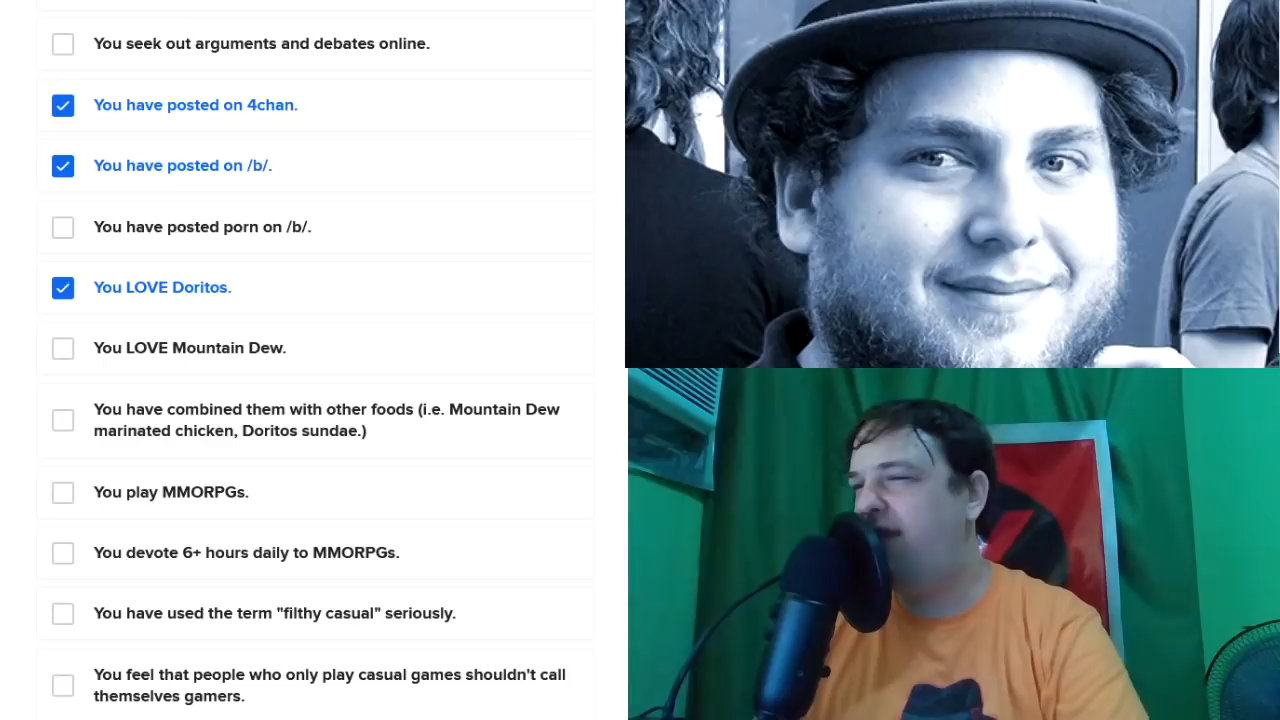 You seek out arguments and debates online.
You have posted on 4chan.
You have posted on /b/.
You have posted porn on /b/.
You LOVE Doritos.
You LOVE Mountain Dew.
You have combined them with other foods (i.e. Mountain Dew
marinated chicken, Doritos sundae.)
You play MMORPGs.
You devote 6+ hours daily to MMORPGs.
You have used the term "filthy casual" seriously.
You feel that people who only play casual games shouldn't call
themselves gamers.